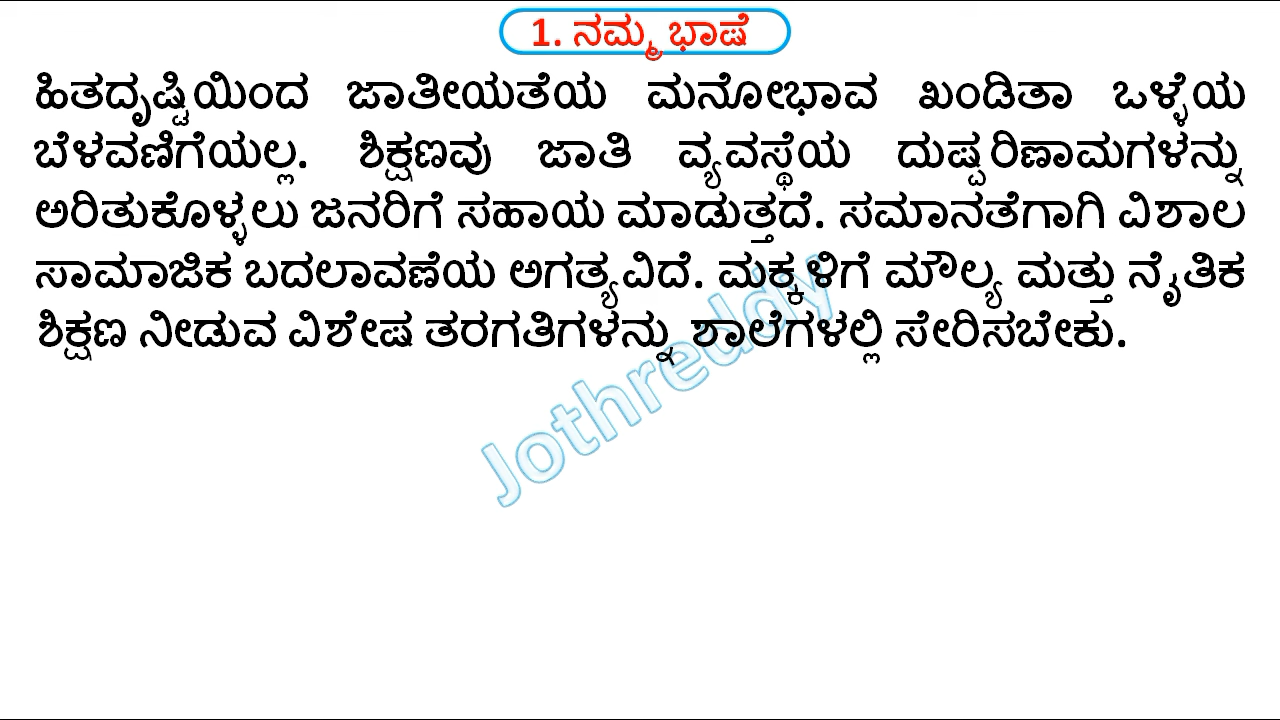 1. ನಮ್ಮ ಭಾಷೆ
ಹಿತದೃಷ್ಟಿಯಿಂದ ಜಾತೀಯತೆಯ ಮನೋಭಾವ ಖಂಡಿತಾ ಒಳ್ಳೆಯ
ಬೆಳವಣಿಗೆಯಲ್ಲ. ಶಿಕ್ಷಣವು ಜಾತಿ ವ್ಯವಸ್ಥೆಯ ದುಷ್ಪರಿಣಾಮಗಳನ್ನು
ಅರಿತುಕೊಳ್ಳಲು ಜನರಿಗೆ ಸಹಾಯ ಮಾಡುತ್ತದೆ. ಸಮಾನತೆಗಾಗಿ ವಿಶಾಲ
ಸಾಮಾಜಿಕ ಬದಲಾವಣೆಯ ಅಗತ್ಯವಿದೆ. ಮಕ್ಕಳಿಗೆ ಮೌಲ್ಯ ಮತ್ತು ನೈತಿಕ
ಶಿಕ್ಷಣ ನೀಡುವ ವಿಶೇಷ ತರಗತಿಗಳನ್ನು ಶಾಲೆಗಳಲ್ಲಿ ಸೇರಿಸಬೇಕು.
Jothreddy